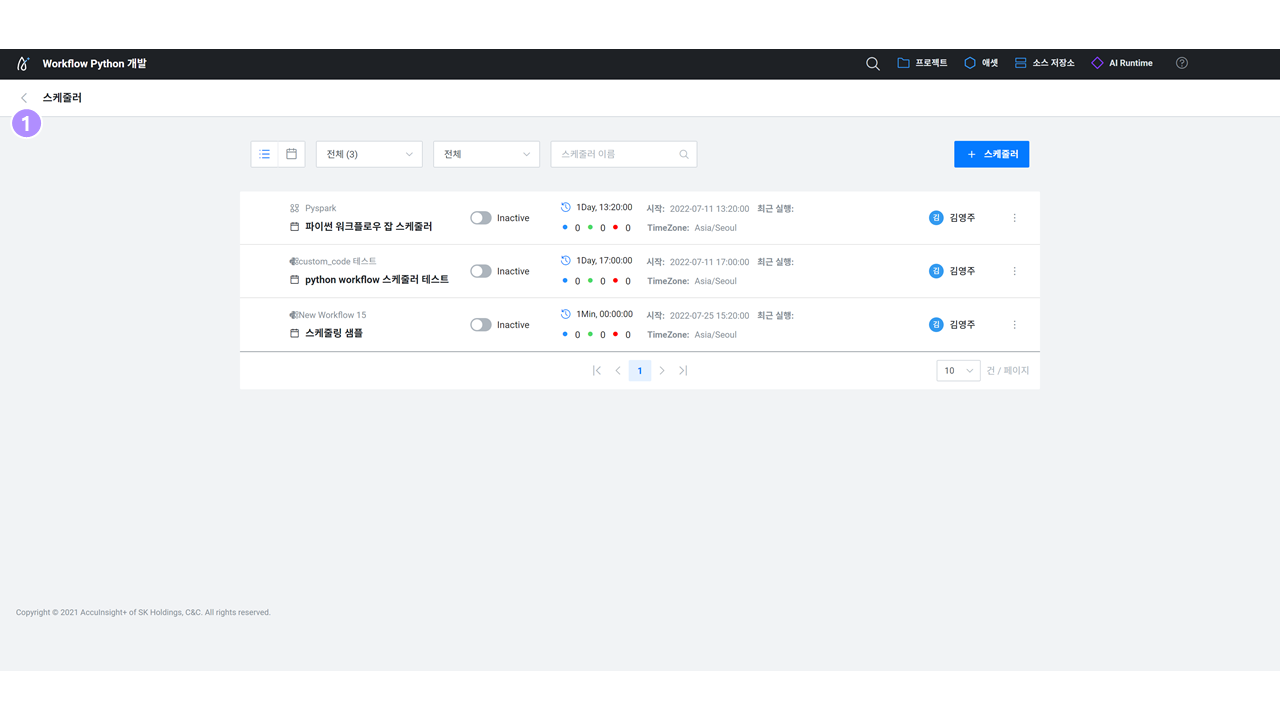 Workflow Python 개발
프로젝트 애셋 소스 저장소 AI Runtime ?
스케줄러
1
전체 (3) 전체 스케줄러 이름 + 스케줄러
Pyspark
파이썬 워크플로우 잡 스케줄러
Inactive
1Day, 13:20:00 시작: 2022-07-11 13:20:00 최근 실행:
0 0 0 TimeZone: Asia/Seoul
김 김영주
custom_code 테스트
python workflow 스케줄러 테스트
Inactive
1Day, 17:00:00 시작: 2022-07-11 17:00:00 최근 실행:
0 0 0 TimeZone: Asia/Seoul
김 김영주
New Workflow 15
스케줄링 샘플
Inactive
1Min, 00:00:00 시작: 2022-07-25 15:20:00 최근 실행:
0 0 0 TimeZone: Asia/Seoul
김 김영주
1
10 건 / 페이지
Copyright © 2021 AccuInsight+ of SK Holdings, C&C. All rights reserved.